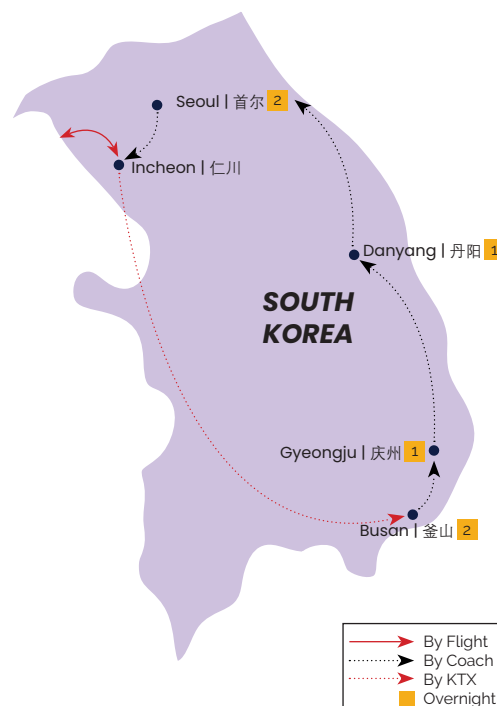 Seoul | 首尔 2
Incheon | 仁川
Danyang | 丹阳 1
SOUTH
KOREA
Gyeongju | 庆州 1
Busan | 釜山 2
By Flight
By Coach
By KTX
Overnight